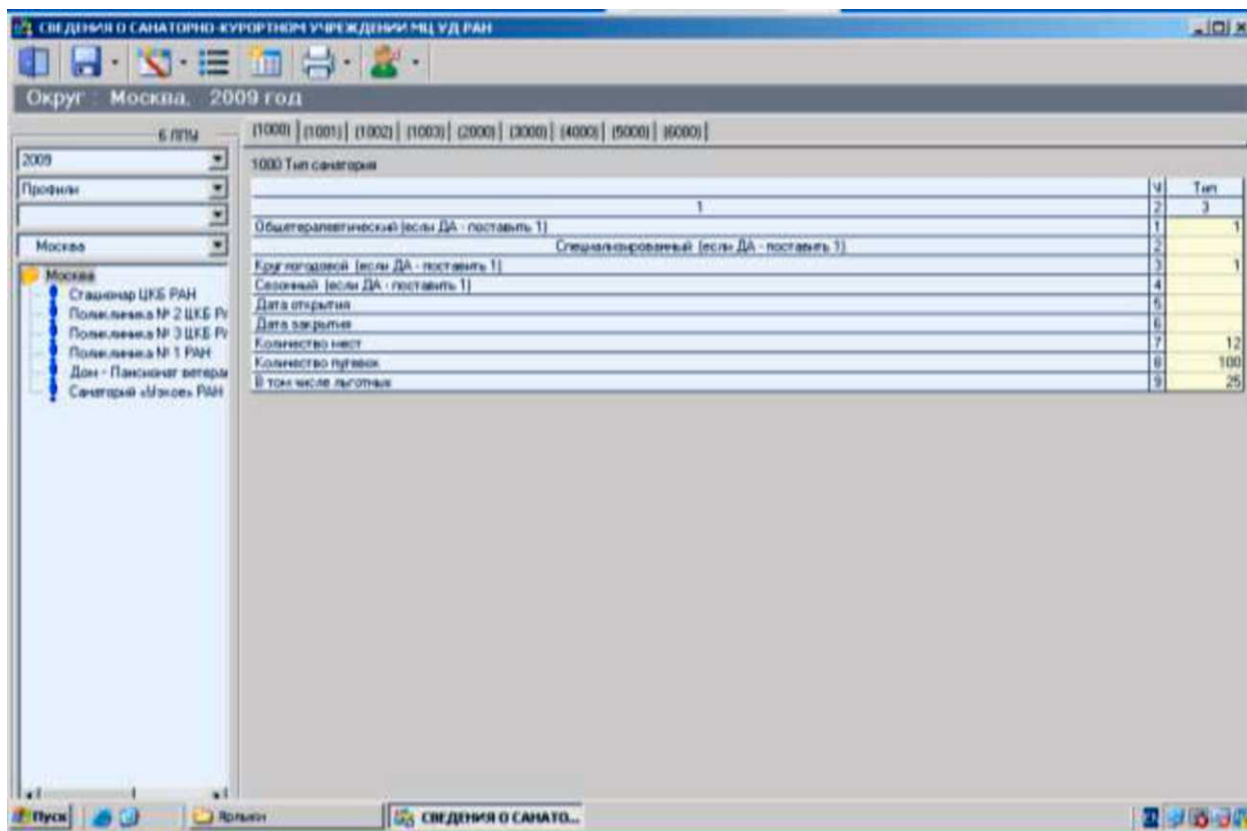 СВЕДЕНИЯ О САНАТОРНО-КУРОРТНОМ УЧРЕЖДЕНИИ МЦ УД РАН
Округ : Москва, 2009 год
6 ЛПУ
(1000) (1001) (1002) (1003) (2000) (3000) (4000) (5000) (6000)
2009
Профили
Москва
Москва
Стационар ЦКБ РАН
Поликлиника № 2 ЦКБ
Поликлиника № 3 ЦКБ
Поликлиника № 1 РАН
Дом - Пансионат ветера
Санаторий «Узкое» РАН
1000 Тип санатория
Тип
1 2 3
Общетерапевтический (если ДА - поставить 1) 1 1
Специализированный (если ДА - поставить 1) 2
Круглогодовой (если ДА - поставить 1) 3 1
Сезонный (если ДА - поставить 1) 4
Дата открытия 5
Дата закрытия 6
Количество мест 7 12
Количество путевок 8 100
В том числе льготных 9 25
Пуск
Ярлыки
СВЕДЕНИЯ О САНАТО...